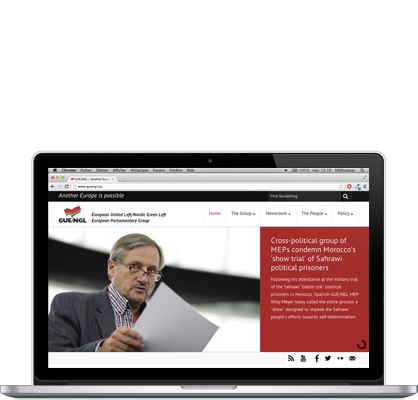 Chrome Fichier Édition Afficher Historique Favoris Fenêtre Aide
GUE/NGL – Another Eu
www.guengl.eu
Another Europe is possible
Find Something
GUE/NGL
European United Left/Nordic Green Left
European Parliamentary Group
Home The Group Newsroom The People Policy
Cross-political group of
MEPs condemn Morocco's
'show trial' of Sahrawi
political prisoners
Following his attendance at the military trial
of the Sahrawi "Gdeim Izik" political
prisoners in Morocco, Spanish GUE/NGL MEP
Willy Meyer today called the entire process
a "show" designed to impede the Sahrawi
people's efforts towards self-determination.